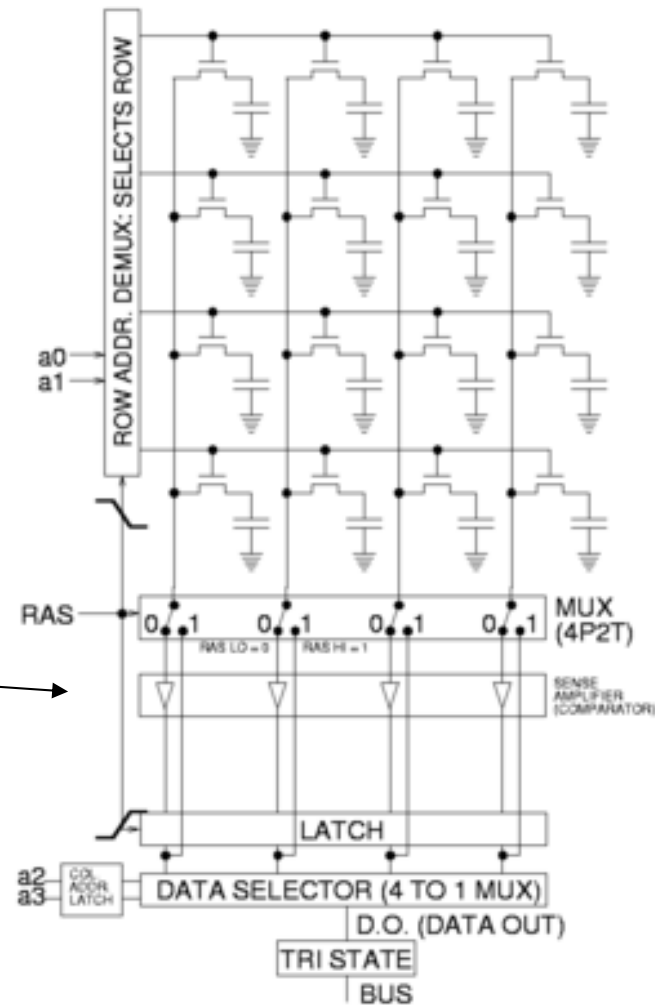 ROW ADDR. DEMUX: SELECTS ROW
a0
a1
RAS
0 1 0 1 0 1 0 1
MUX
(4P2T)
RAS LO = 0 RAS HI = 1
SENSE
AMPLIFIER
(COMPARATOR)
LATCH
a2
a3
COL.
ADDR.
LATCH
DATA SELECTOR (4 TO 1 MUX)
D.O. (DATA OUT)
TRI STATE
BUS